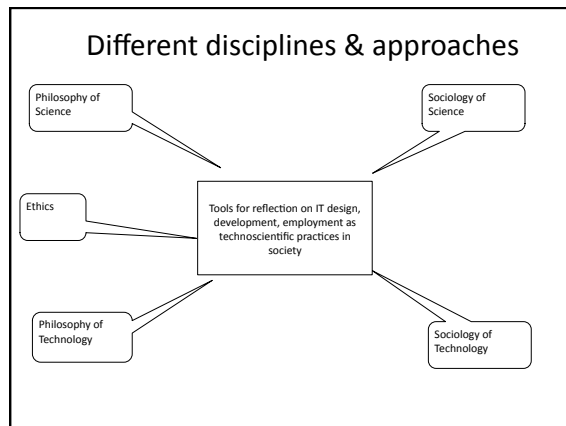 Different disciplines & approaches
Philosophy of
Science
Sociology of
Science
Ethics
Tools for reflection on IT design,
development, employment as
technoscientific practices in
society
Philosophy of
Technology
Sociology of
Technology